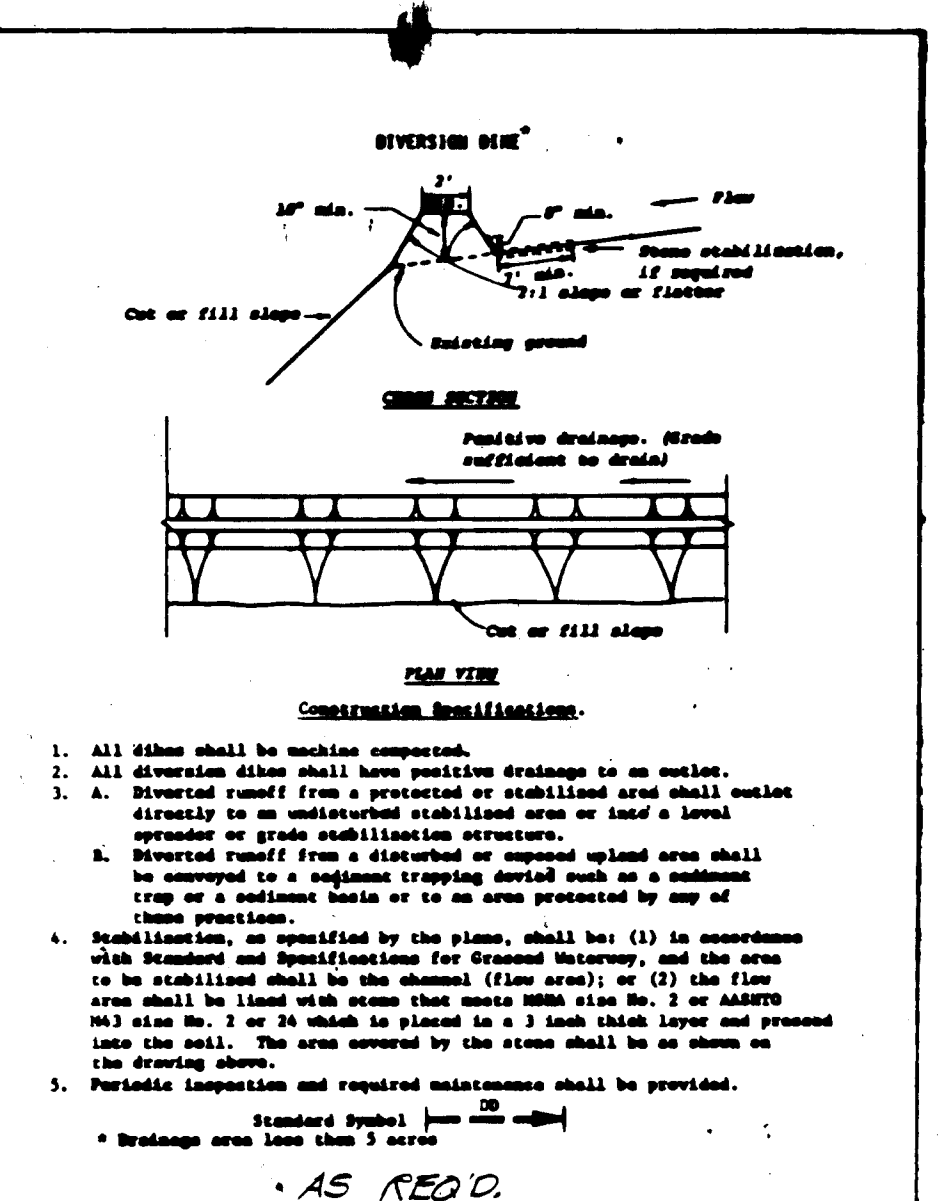 DIVERSION DIKE*
2'
18" min.
8" min.
Flow
Stone stabilization,
if required
7' min.
2:1 slope or flatter
Cut or fill slope
Existing ground
CROSS SECTION
Positive drainage. (Grade
sufficient to drain)
Cut or fill slope
PLAN VIEW
Construction Specifications.
1. All dikes shall be machine compacted.
2. All diversion dikes shall have positive drainage to an outlet.
3. A. Diverted runoff from a protected or stabilized area shall outlet
directly to an undisturbed stabilized area or into a level
spreader or grade stabilization structure.
B. Diverted runoff from a disturbed or exposed upland area shall
be conveyed to a sediment trapping device such as a sediment
trap or a sediment basin or to an area protected by any of
these practices.
4. Stabilization, as specified by the plans, shall be: (1) in accordance
with Standard and Specifications for Grassed Waterway, and the area
to be stabilized shall be the channel (flow area); or (2) the flow
area shall be lined with stone that meets MSHA size No. 2 or AASHTO
M43 size No. 2 or 24 which is placed in a 3 inch thick layer and pressed
into the soil. The area covered by the stone shall be as shown on
the drawing above.
5. Periodic inspection and required maintenance shall be provided.
DD
Standard Symbol
* Drainage area less than 5 acres
• AS REQ'D.